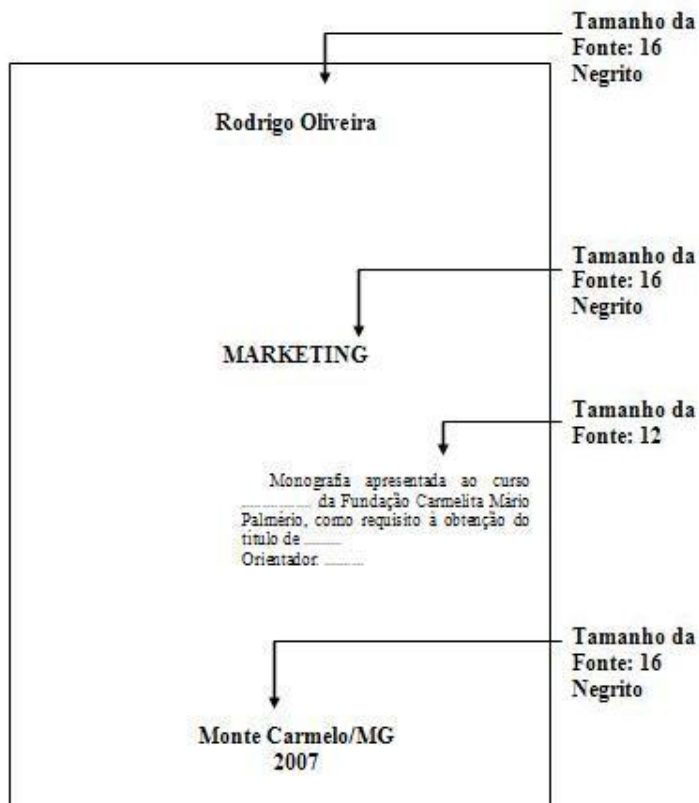 Tamanho da
Fonte: 16
Negrito
Rodrigo Oliveira
Tamanho da
Fonte: 16
Negrito
MARKETING
Tamanho da
Fonte: 12
Monografia apresentada ao curso
.................. da Fundação Carmelita Mário
Palmério, como requisito à obtenção do
título de ..........
Orientador: ..........
Tamanho da
Fonte: 16
Negrito
Monte Carmelo/MG
2007